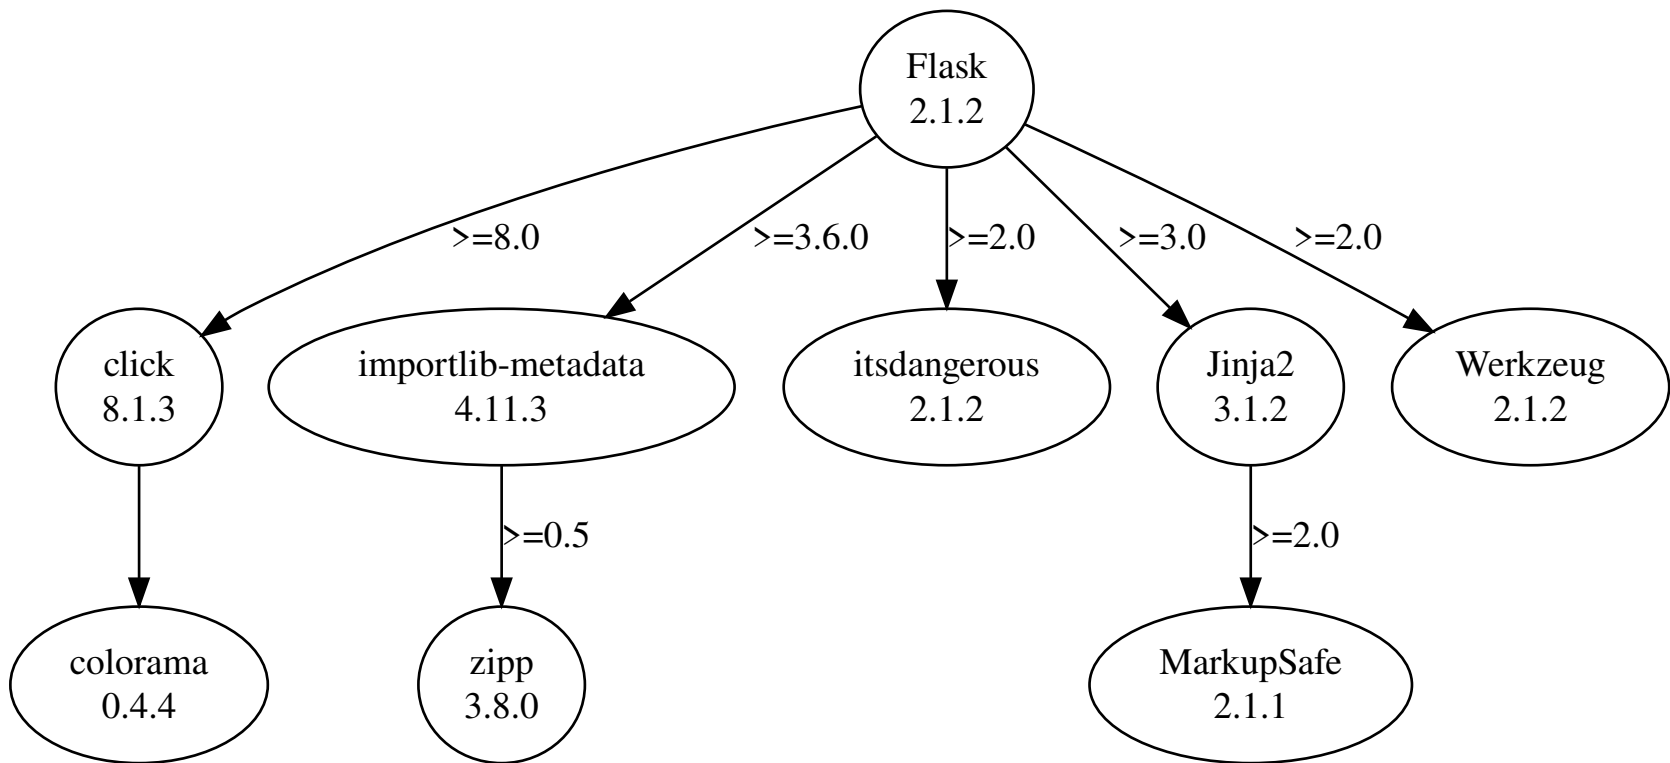 Flask
2.1.2
>=8.0
>=3.6.0
>=2.0
>=3.0
>=2.0
click
8.1.3
importlib-metadata
4.11.3
itsdangerous
2.1.2
Jinja2
3.1.2
Werkzeug
2.1.2
>=0.5
>=2.0
colorama
0.4.4
zipp
3.8.0
MarkupSafe
2.1.1